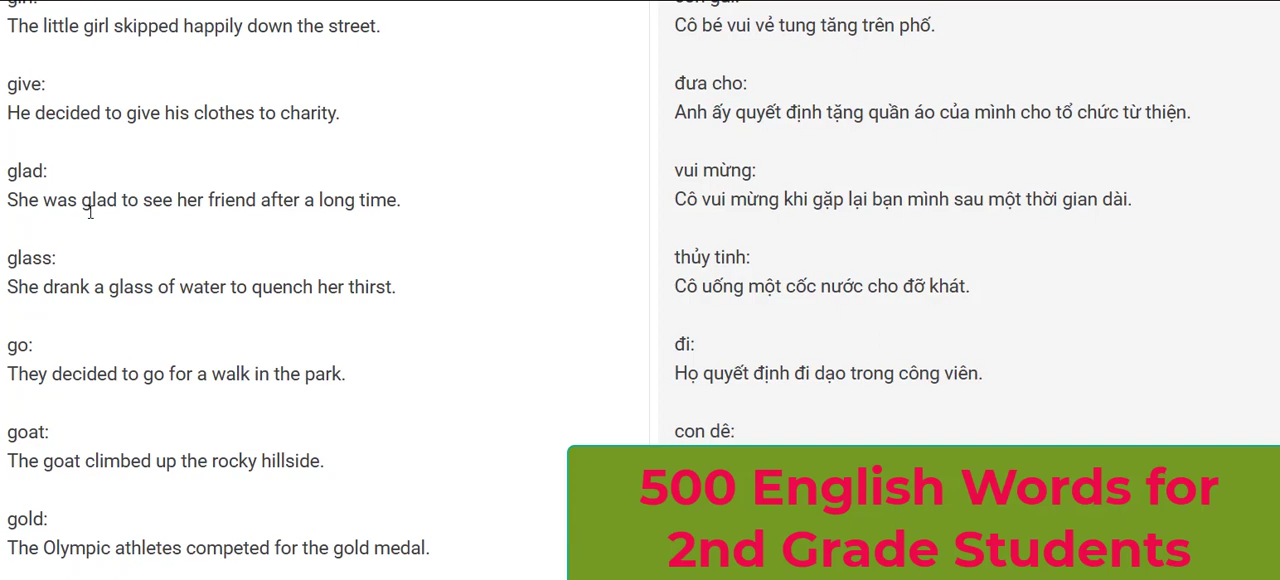 girl:
The little girl skipped happily down the street.
give:
He decided to give his clothes to charity.
glad:
She was glad to see her friend after a long time.
glass:
She drank a glass of water to quench her thirst.
go:
They decided to go for a walk in the park.
goat:
The goat climbed up the rocky hillside.
gold:
The Olympic athletes competed for the gold medal.
con gái:
Cô bé vui vẻ tung tăng trên phố.
đưa cho:
Anh ấy quyết định tặng quần áo của mình cho tổ chức từ thiện.
vui mừng:
Cô vui mừng khi gặp lại bạn mình sau một thời gian dài.
thủy tinh:
Cô uống một cốc nước cho đỡ khát.
đi:
Họ quyết định đi dạo trong công viên.
con dê:
500 English Words for
2nd Grade Students